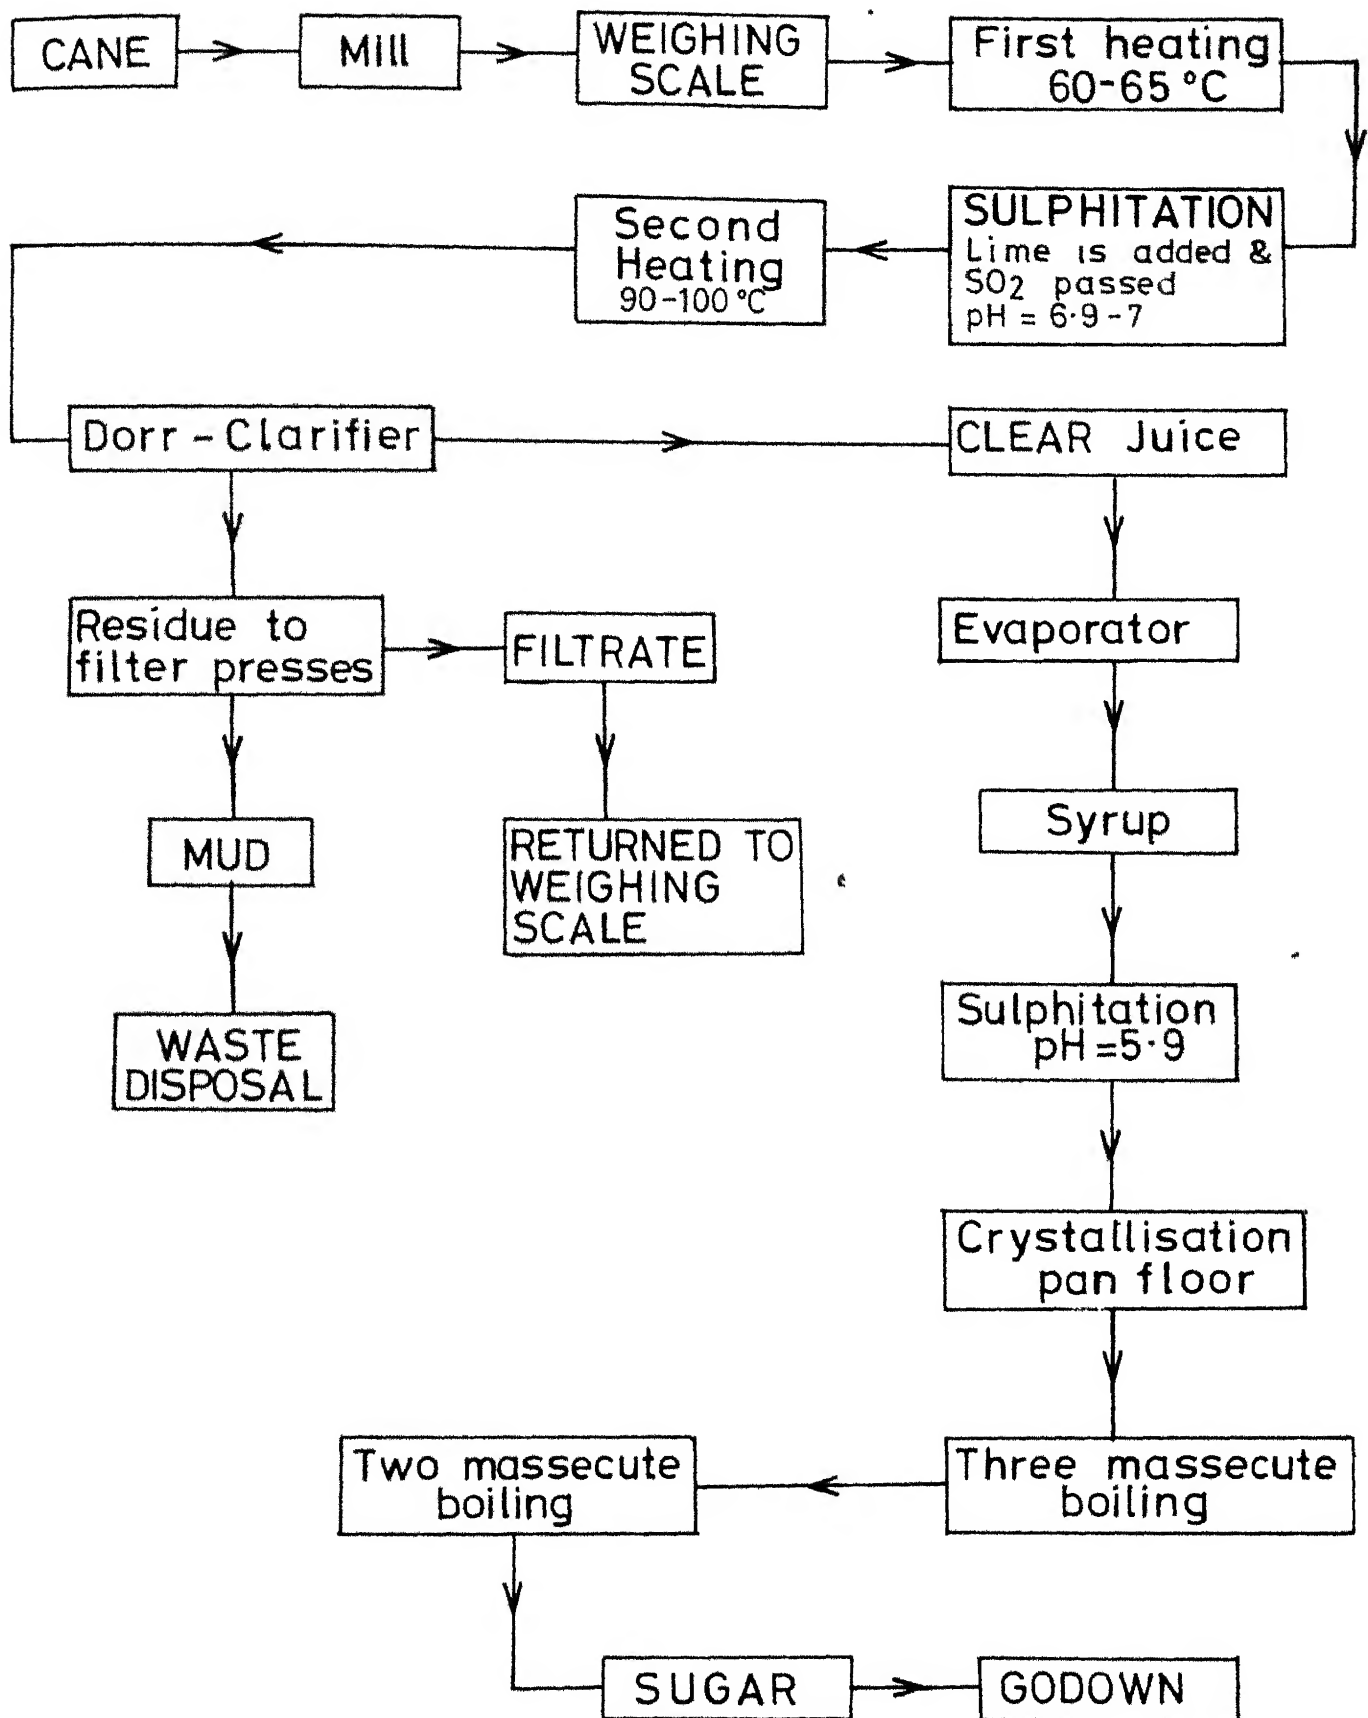 CANE
Mill
WEIGHING
SCALE
First heating
60-65 °C
SULPHITATION
Lime is added &
SO2 passed
pH = 6.9-7
Second
Heating
90-100 °C
Dorr - Clarifier
CLEAR Juice
Residue to
filter presses
FILTRATE
Evaporator
MUD
RETURNED TO
WEIGHING
SCALE
Syrup
WASTE
DISPOSAL
Sulphitation
pH = 5.9
Crystallisation
pan floor
Three massecute
boiling
Two massecute
boiling
SUGAR
GODOWN